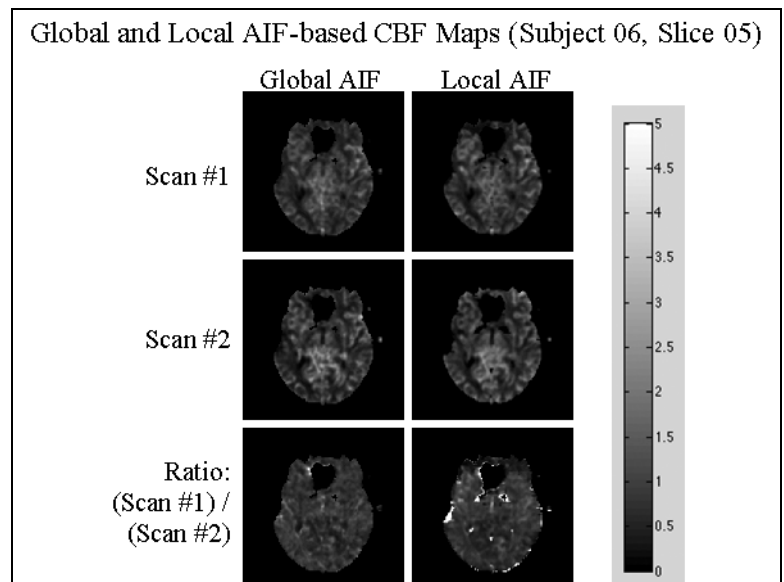 Global and Local AIF-based CBF Maps (Subject 06, Slice 05)
Global AIF Local AIF
Scan #1
Scan #2
Ratio:
(Scan #1) /
(Scan #2)
5
4.5
4
3.5
3
2.5
2
1.5
1
0.5
0